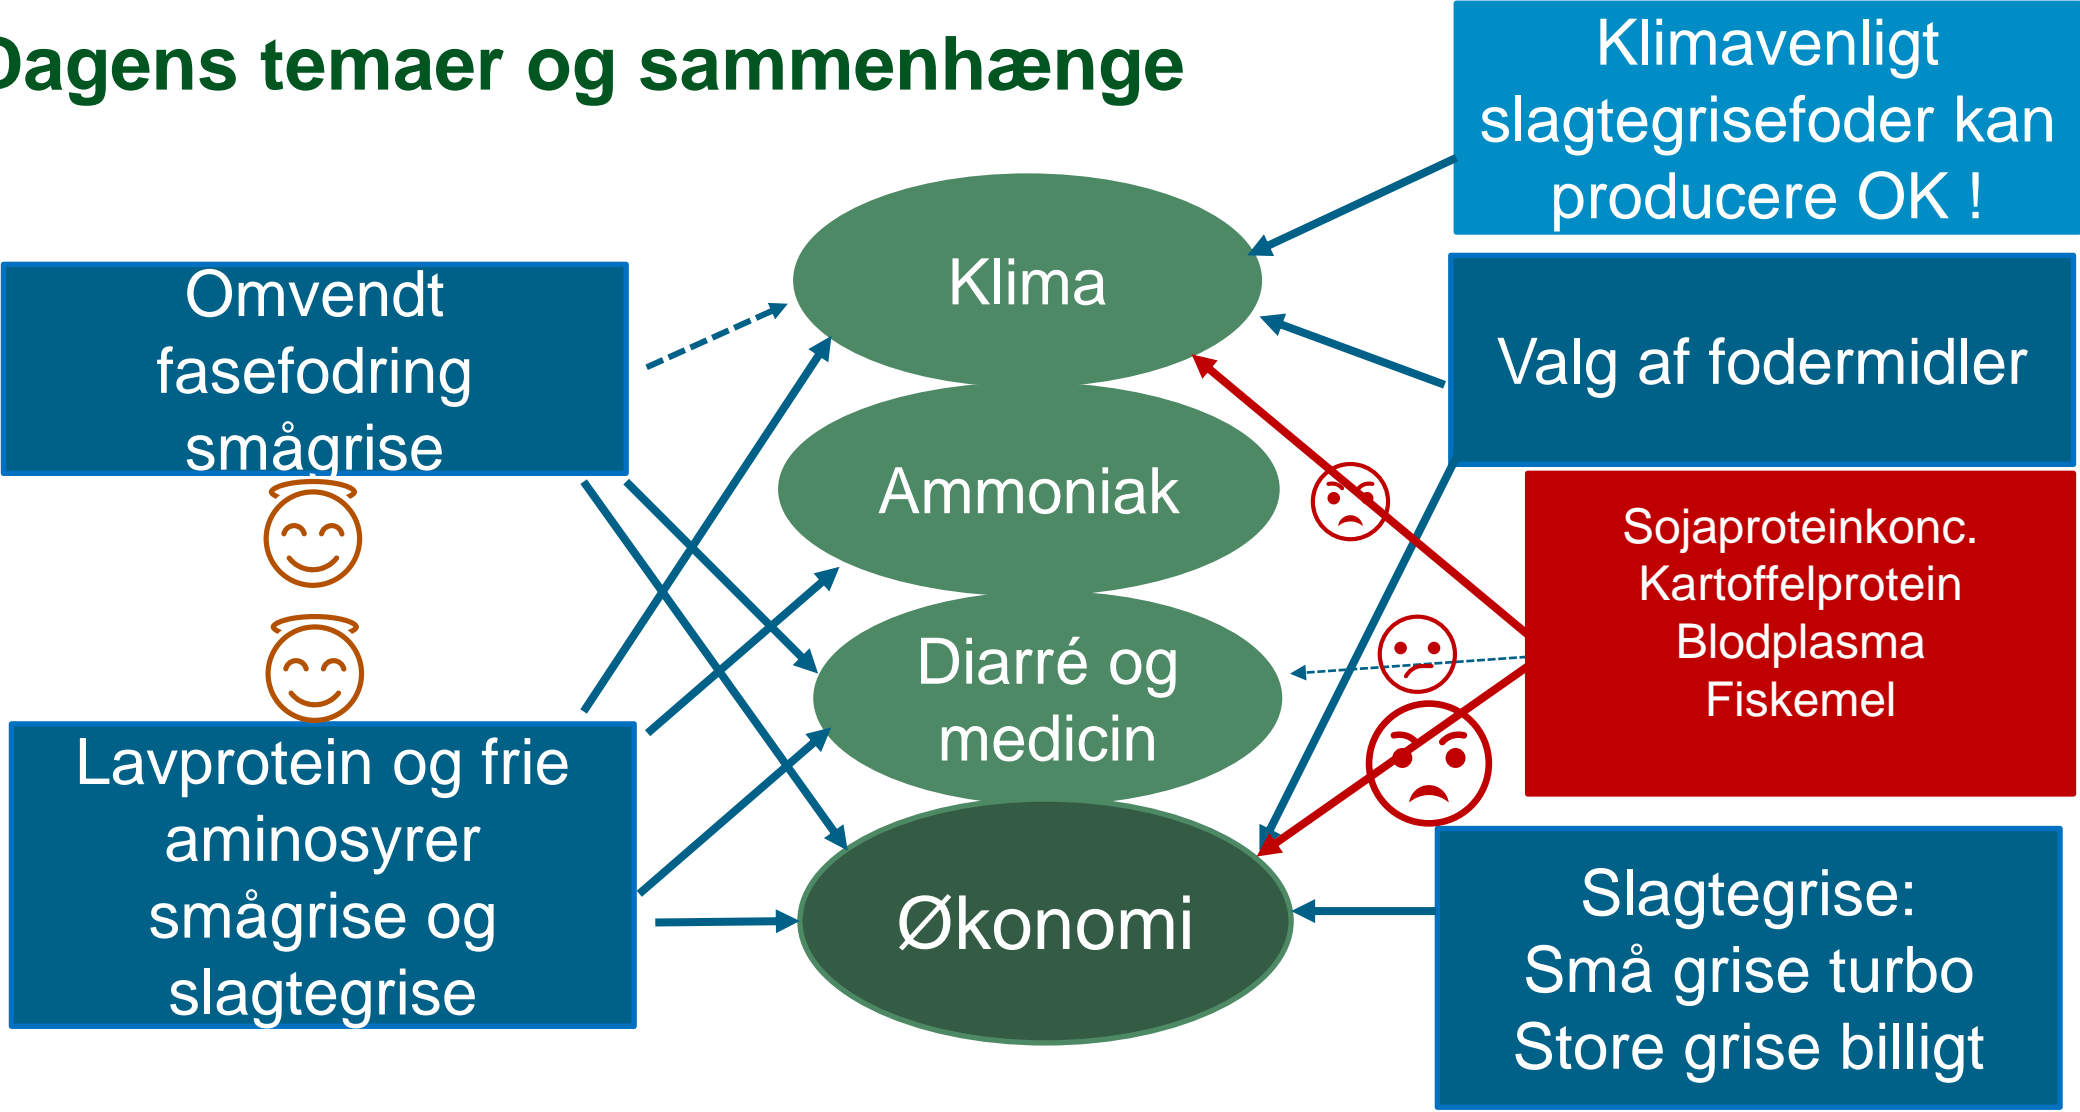 Dagens temaer og sammenhænge
Klimavenligt
slagtegrisefoder kan
producere OK !
Omvendt
fasefodring
smågrise
Klima
Valg af fodermidler
Ammoniak
Sojaproteinkonc.
Kartoffelprotein
Blodplasma
Fiskemel
Diarré og
medicin
Lavprotein og frie
aminosyrer
smågrise og
slagtegrise
Økonomi
Slagtegrise:
Små grise turbo
Store grise billigt